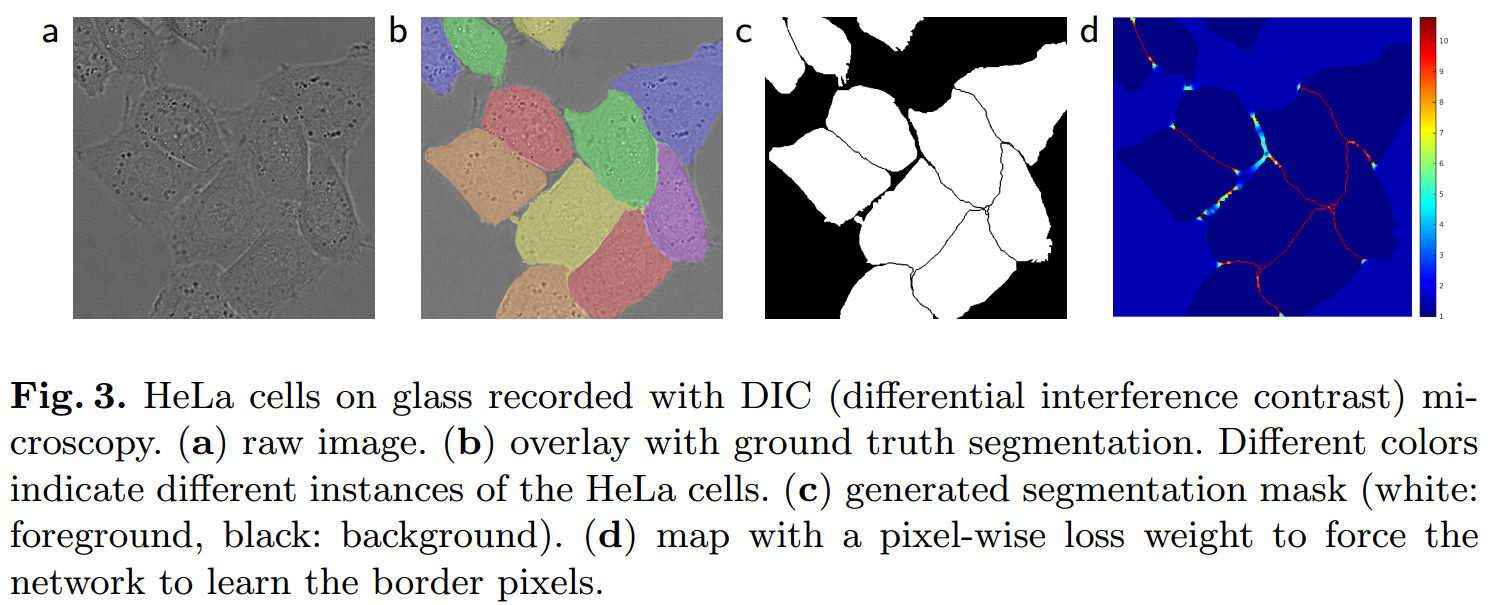 a b c d
10
9
8
7
6
5
4
3
2
1
Fig. 3. HeLa cells on glass recorded with DIC (differential interference contrast) mi-
croscopy. (a) raw image. (b) overlay with ground truth segmentation. Different colors
indicate different instances of the HeLa cells. (c) generated segmentation mask (white:
foreground, black: background). (d) map with a pixel-wise loss weight to force the
network to learn the border pixels.